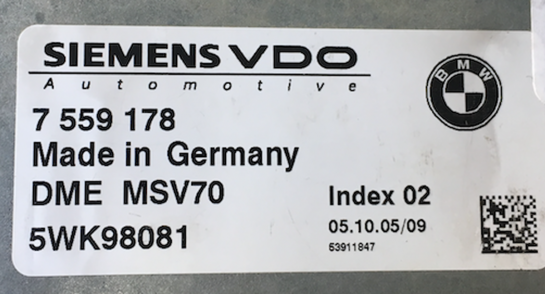 SIEMENS VDO
Automotive
BMW
7 559 178
Made in Germany
DME MSV70
Index 02
5WK98081
05.10.05/09
53911847